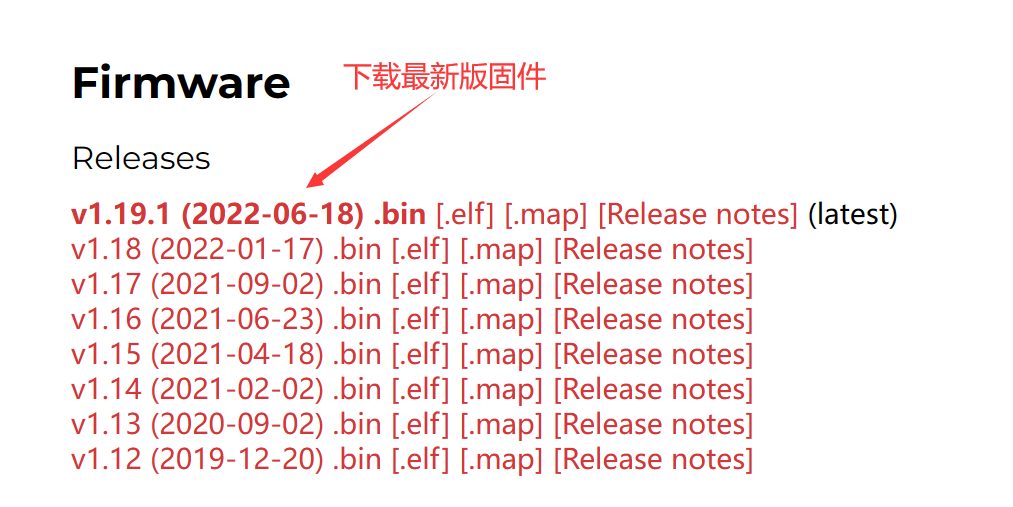 Firmware
下载最新版固件
Releases
v1.19.1 (2022-06-18) .bin [.elf] [.map] [Release notes] (latest)
v1.18 (2022-01-17) .bin [.elf] [.map] [Release notes]
v1.17 (2021-09-02) .bin [.elf] [.map] [Release notes]
v1.16 (2021-06-23) .bin [.elf] [.map] [Release notes]
v1.15 (2021-04-18) .bin [.elf] [.map] [Release notes]
v1.14 (2021-02-02) .bin [.elf] [.map] [Release notes]
v1.13 (2020-09-02) .bin [.elf] [.map] [Release notes]
v1.12 (2019-12-20) .bin [.elf] [.map] [Release notes]